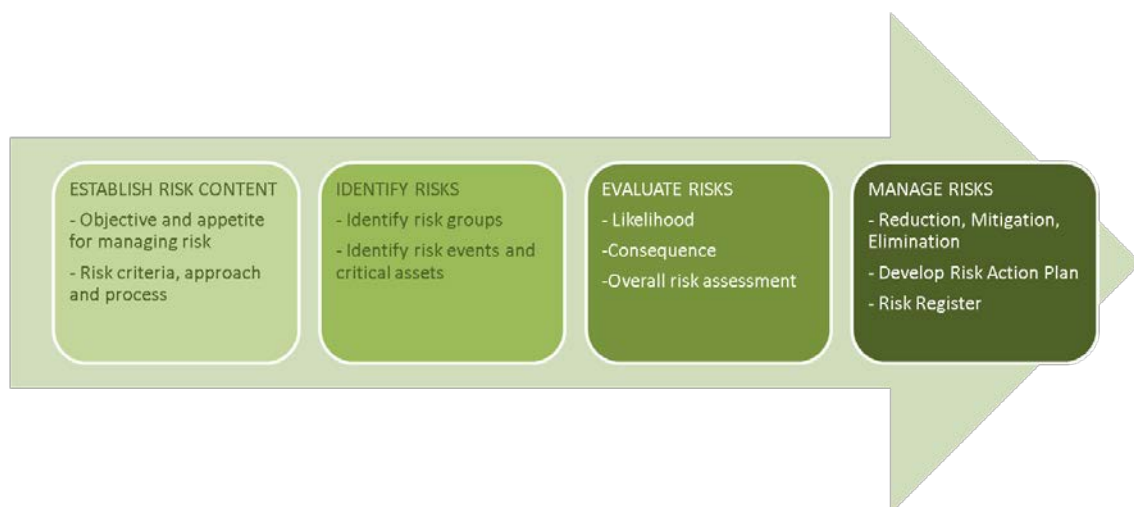 ESTABLISH RISK CONTENT
- Objective and appetite
for managing risk
- Risk criteria, approach
and process
IDENTIFY RISKS
- Identify risk groups
- Identify risk events and
critical assets
EVALUATE RISKS
- Likelihood
-Consequence
-Overall risk assessment
MANAGE RISKS
- Reduction, Mitigation,
Elimination
- Develop Risk Action Plan
- Risk Register